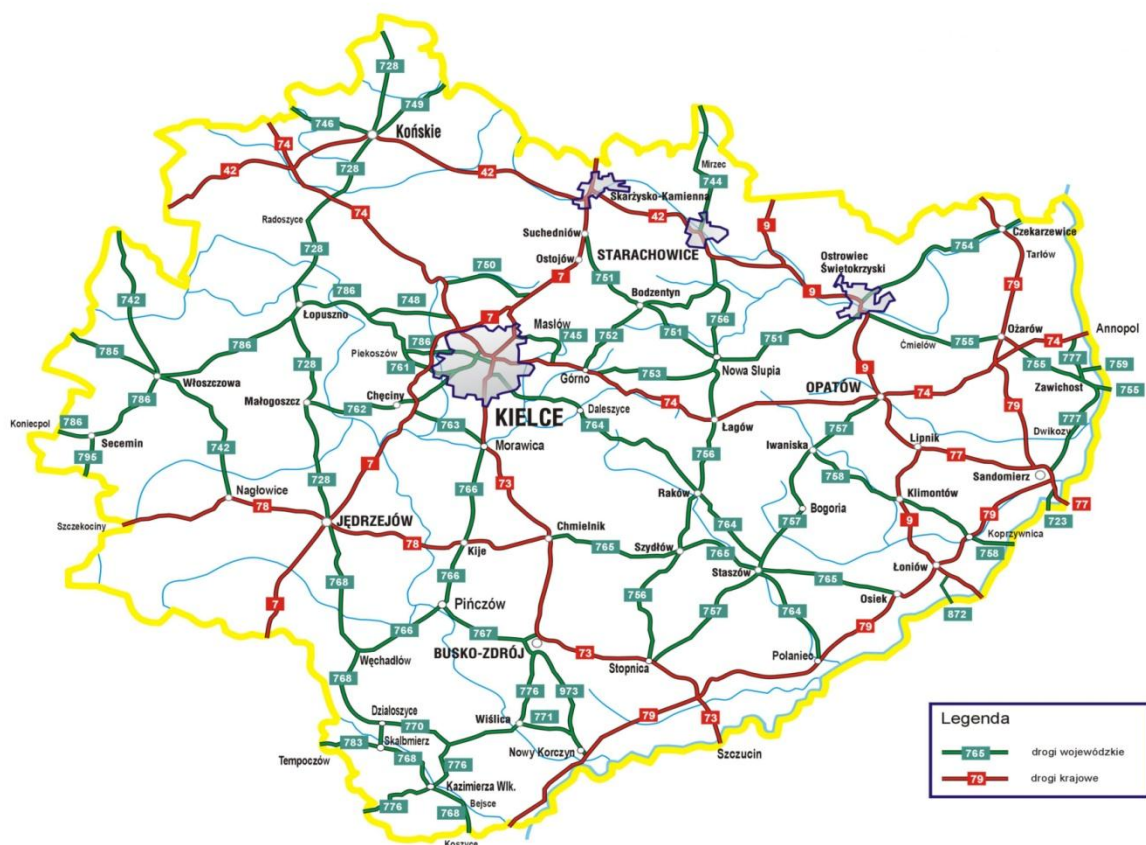 728
749
746
Końskie
74
42
728
42
Mirzec
744
Skarżysko-Kamienna
42
9
Radoszyce
74
Suchedniów
STARACHOWICE
Czekarzewice
754
Tarłów
Ostojów
7
Ostrowiec
Świętokrzyski
728
750
751
742
786
748
Bodzentyn
9
79
Łopuszno
7
Masłów
756
785
786
786
745
752
751
751
Ożarów
Annopol
Piekoszów
761
Ćmielów
755
74
728
Górno
753
Nowa Słupia
9
755
777
759
Włoszczowa
Zawichost
755
786
Małogoszcz
762
Chęciny
KIELCE
74
OPATÓW
74
Koniecpol
786
Daleszyce
79
777
Secemin
763
764
Łagów
757
Dwikozy
795
742
7
Morawica
Iwaniska
Lipnik
77
728
756
758
Sandomierz
Nagłowice
766
73
Raków
Klimontów
78
757
Bogoria
79
77
Szczekociny
JĘDRZEJÓW
Chmielnik
764
9
723
78
Kije
765
Szydłów
765
Koprzywnica
758
768
766
Staszów
765
Łoniów
7
Pińczów
756
757
764
Osiek
872
766
767
79
BUSKO-ZDRÓJ
73
Węchadłów
Stopnica
Połaniec
768
776
973
Działoszyce
770
Wiślica
771
79
73
783
Skalbmierz
Tempoczów
768
Nowy Korczyn
Szczucin
776
Kazimierza Wlk.
776
768
Bejsce
Koszyce
Legenda
765 drogi wojewódzkie
79 drogi krajowe